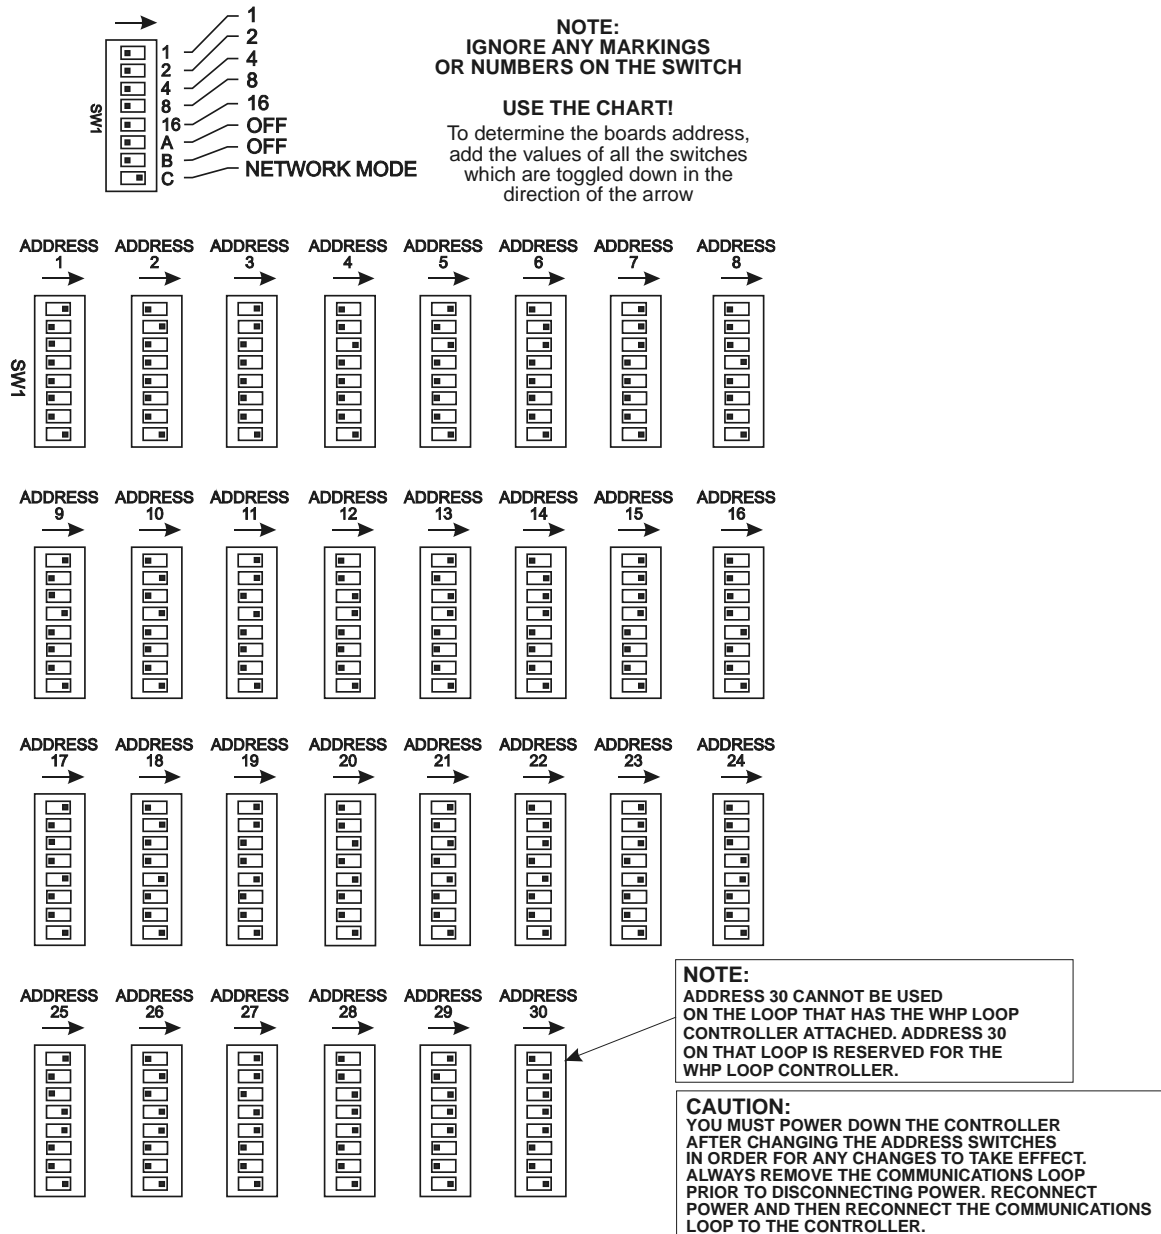 1
2
4
8
16
A
B
C
SW1
1
2
4
8
16
OFF
OFF
NETWORK MODE
NOTE:
IGNORE ANY MARKINGS
OR NUMBERS ON THE SWITCH
USE THE CHART!
To determine the boards address,
add the values of all the switches
which are toggled down in the
direction of the arrow
ADDRESS ADDRESS ADDRESS ADDRESS ADDRESS ADDRESS ADDRESS ADDRESS
1 2 3 4 5 6 7 8
SW1
ADDRESS ADDRESS ADDRESS ADDRESS ADDRESS ADDRESS ADDRESS ADDRESS
9 10 11 12 13 14 15 16
ADDRESS ADDRESS ADDRESS ADDRESS ADDRESS ADDRESS ADDRESS ADDRESS
17 18 19 20 21 22 23 24
ADDRESS ADDRESS ADDRESS ADDRESS ADDRESS ADDRESS
25 26 27 28 29 30
NOTE:
ADDRESS 30 CANNOT BE USED
ON THE LOOP THAT HAS THE WHP LOOP
CONTROLLER ATTACHED. ADDRESS 30
ON THAT LOOP IS RESERVED FOR THE
WHP LOOP CONTROLLER.
CAUTION:
YOU MUST POWER DOWN THE CONTROLLER
AFTER CHANGING THE ADDRESS SWITCHES
IN ORDER FOR ANY CHANGES TO TAKE EFFECT.
ALWAYS REMOVE THE COMMUNICATIONS LOOP
PRIOR TO DISCONNECTING POWER. RECONNECT
POWER AND THEN RECONNECT THE COMMUNICATIONS
LOOP TO THE CONTROLLER.